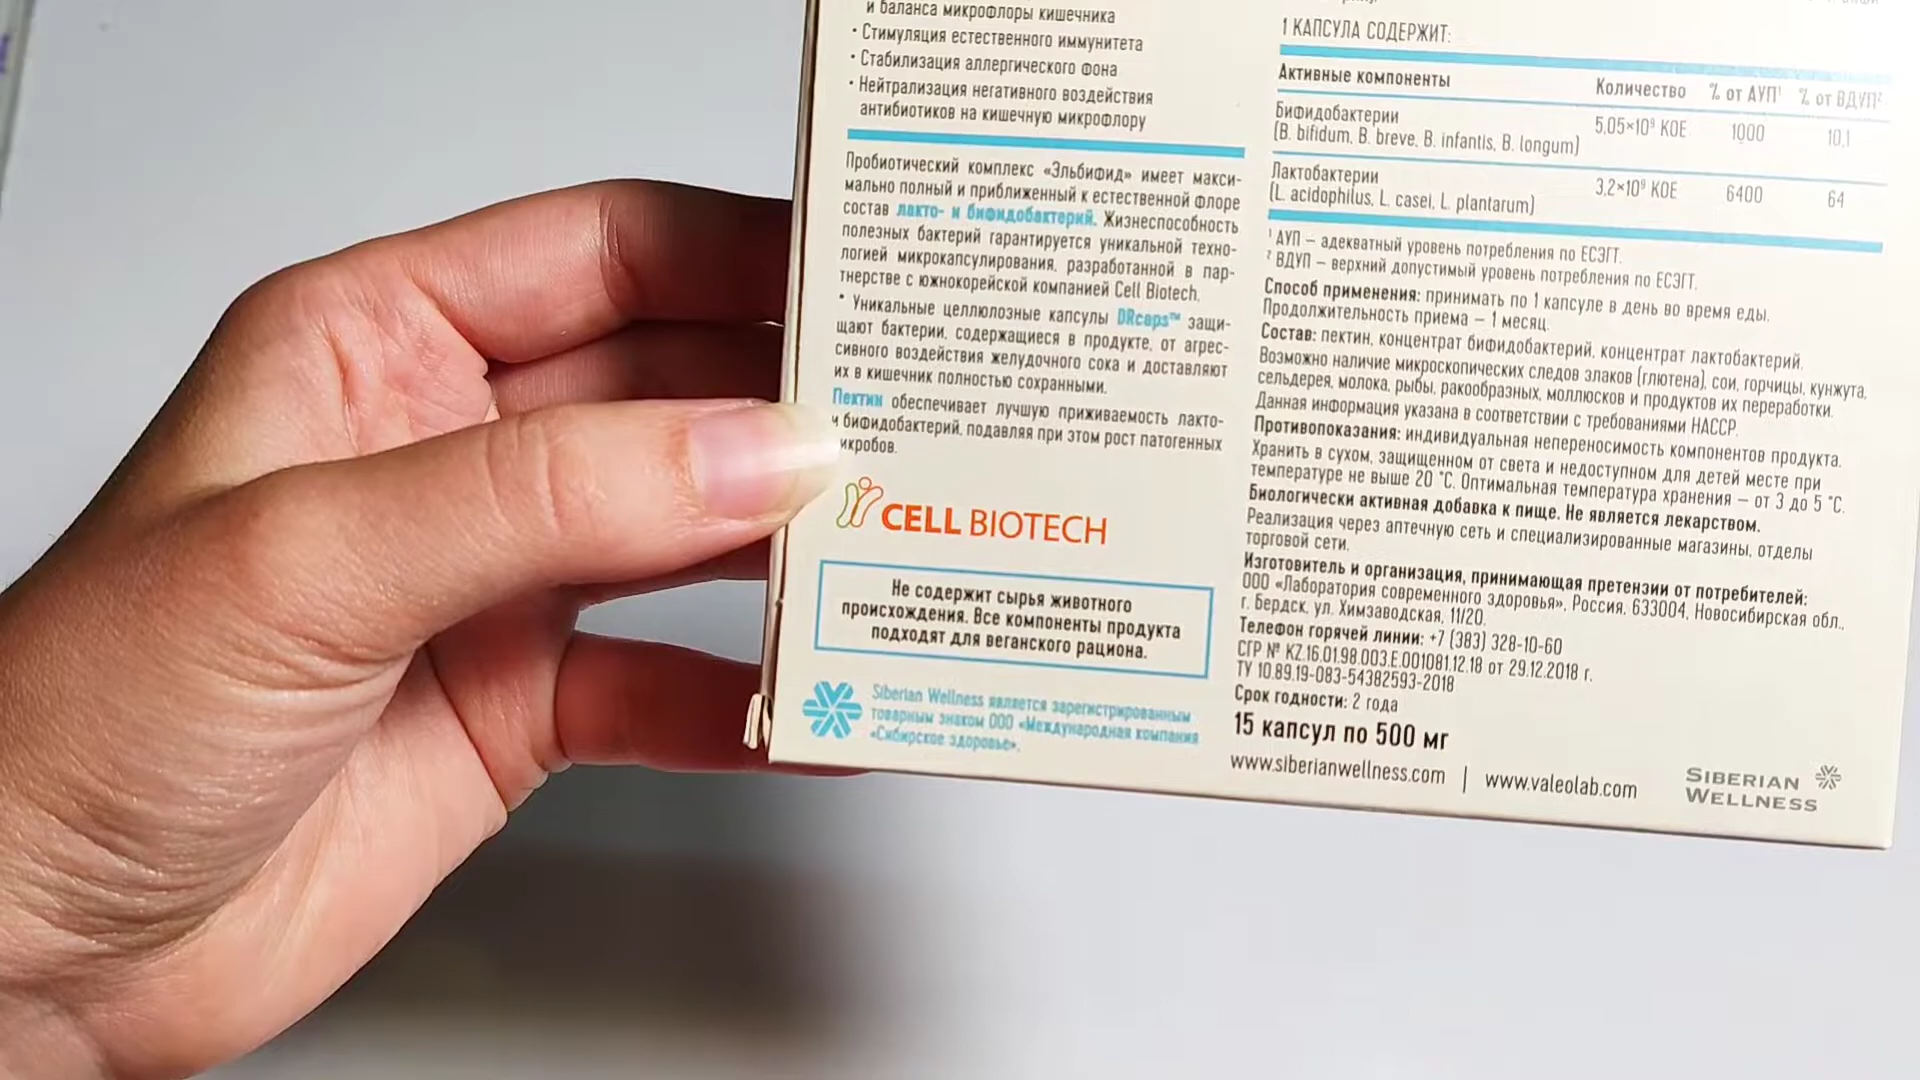 и баланса микрофлоры кишечника
• Стимуляция естественного иммунитета
• Стабилизация аллергического фона
• Нейтрализация негативного воздействия
антибиотиков на кишечную микрофлору
Пробиотический комплекс «Эльбифид» имеет макси-
мально полный и приближенный к естественной флоре
состав лакто- и бифидобактерий. Жизнеспособность
полезных бактерий гарантируется уникальной техно-
логией микрокапсулирования, разработанной в пар-
тнерстве с южнокорейской компанией Cell Biotech.
• Уникальные целлюлозные капсулы DRcaps™ защи-
щают бактерии, содержащиеся в продукте, от агрес-
сивного воздействия желудочного сока и доставляют
их в кишечник полностью сохранными.
Пектин обеспечивает лучшую приживаемость лакто-
и бифидобактерий, подавляя при этом рост патогенных
икробов.
CELL BIOTECH
Не содержит сырья животного
происхождения. Все компоненты продукта
подходят для веганского рациона.
Siberian Wellness является зарегистрированным
товарным знаком ООО «Международная компания
«Сибирское здоровье».
1 КАПСУЛА СОДЕРЖИТ:
Активные компоненты Количество % от АУП¹ % от ВДУП²
Бифидобактерии
(B. bifidum, B. breve, B. infantis, B. longum) 5,05×10⁹ КОЕ 1000 10,1
Лактобактерии
(L. acidophilus, L. casei, L. plantarum) 3,2×10⁹ КОЕ 6400 64
¹ АУП – адекватный уровень потребления по ЕСЭГТ.
² ВДУП – верхний допустимый уровень потребления по ЕСЭГТ.
Способ применения: принимать по 1 капсуле в день во время еды.
Продолжительность приема – 1 месяц.
Состав: пектин, концентрат бифидобактерий, концентрат лактобактерий.
Возможно наличие микроскопических следов злаков (глютена), сои, горчицы, кунжута,
сельдерея, молока, рыбы, ракообразных, моллюсков и продуктов их переработки.
Данная информация указана в соответствии с требованиями HACCP.
Противопоказания: индивидуальная непереносимость компонентов продукта.
Хранить в сухом, защищенном от света и недоступном для детей месте при
температуре не выше 20 °С. Оптимальная температура хранения – от 3 до 5 °С.
Биологически активная добавка к пище. Не является лекарством.
Реализация через аптечную сеть и специализированные магазины, отделы
торговой сети.
Изготовитель и организация, принимающая претензии от потребителей:
ООО «Лаборатория современного здоровья», Россия, 633004, Новосибирская обл.,
г. Бердск, ул. Химзаводская, 11/20.
Телефон горячей линии: +7 (383) 328-10-60
СГР № KZ.16.01.98.003.E.001081.12.18 от 29.12.2018 г.
ТУ 10.89.19-083-54382593-2018
Срок годности: 2 года
15 капсул по 500 мг
www.siberianwellness.com | www.valeolab.com
SIBERIAN
WELLNESS